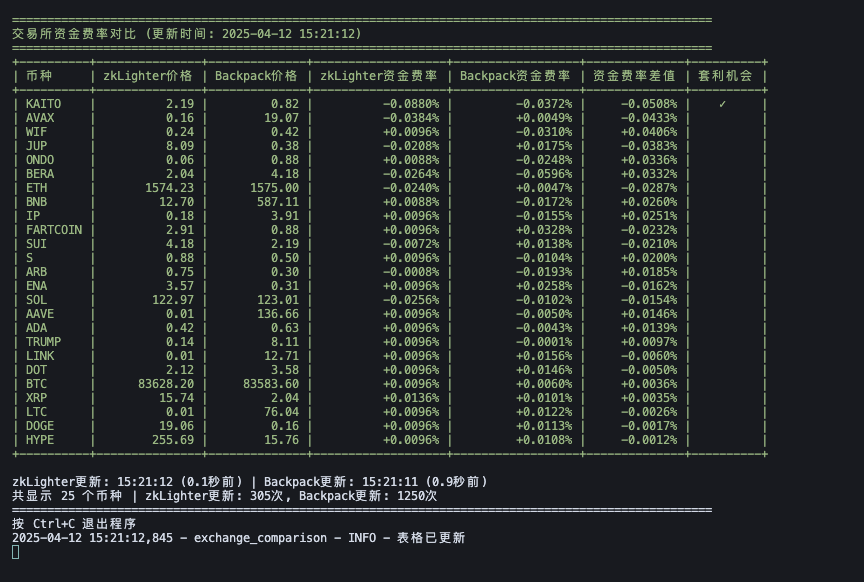 交易所资金费率对比 (更新时间: 2025-04-12 15:21:12)
| 币种 | zkLighter价格 | Backpack价格 | zkLighter资金费率 | Backpack资金费率 | 资金费率差值 | 套利机会 |
| KAITO | 2.19 | 0.82 | -0.0880% | -0.0372% | -0.0508% | ✓ |
| AVAX | 0.16 | 19.07 | -0.0384% | +0.0049% | -0.0433% | |
| WIF | 0.24 | 0.42 | +0.0096% | -0.0310% | +0.0406% | |
| JUP | 8.09 | 0.38 | -0.0208% | +0.0175% | -0.0383% | |
| ONDO | 0.06 | 0.88 | +0.0088% | -0.0248% | +0.0336% | |
| BERA | 2.04 | 4.18 | -0.0264% | -0.0596% | +0.0332% | |
| ETH | 1574.23 | 1575.00 | -0.0240% | +0.0047% | -0.0287% | |
| BNB | 12.70 | 587.11 | +0.0088% | -0.0172% | +0.0260% | |
| IP | 0.18 | 3.91 | +0.0096% | -0.0155% | +0.0251% | |
| FARTCOIN | 2.91 | 0.88 | +0.0096% | +0.0328% | -0.0232% | |
| SUI | 4.18 | 2.19 | -0.0072% | +0.0138% | -0.0210% | |
| S | 0.88 | 0.50 | +0.0096% | -0.0104% | +0.0200% | |
| ARB | 0.75 | 0.30 | -0.0008% | -0.0193% | +0.0185% | |
| ENA | 3.57 | 0.31 | +0.0096% | +0.0258% | -0.0162% | |
| SOL | 122.97 | 123.01 | -0.0256% | -0.0102% | -0.0154% | |
| AAVE | 0.01 | 136.66 | +0.0096% | -0.0050% | +0.0146% | |
| ADA | 0.42 | 0.63 | +0.0096% | -0.0043% | +0.0139% | |
| TRUMP | 0.14 | 8.11 | +0.0096% | -0.0001% | +0.0097% | |
| LINK | 0.01 | 12.71 | +0.0096% | +0.0156% | -0.0060% | |
| DOT | 2.12 | 3.58 | +0.0096% | +0.0146% | -0.0050% | |
| BTC | 83628.20 | 83583.60 | +0.0096% | +0.0060% | +0.0036% | |
| XRP | 15.74 | 2.04 | +0.0136% | +0.0101% | +0.0035% | |
| LTC | 0.01 | 76.04 | +0.0096% | +0.0122% | -0.0026% | |
| DOGE | 19.06 | 0.16 | +0.0096% | +0.0113% | -0.0017% | |
| HYPE | 255.69 | 15.76 | +0.0096% | +0.0108% | -0.0012% | |
zkLighter更新: 15:21:12 (0.1秒前) | Backpack更新: 15:21:11 (0.9秒前)
共显示 25 个币种 | zkLighter更新: 305次, Backpack更新: 1250次
按 Ctrl+C 退出程序
2025-04-12 15:21:12,845 - exchange_comparison - INFO - 表格已更新